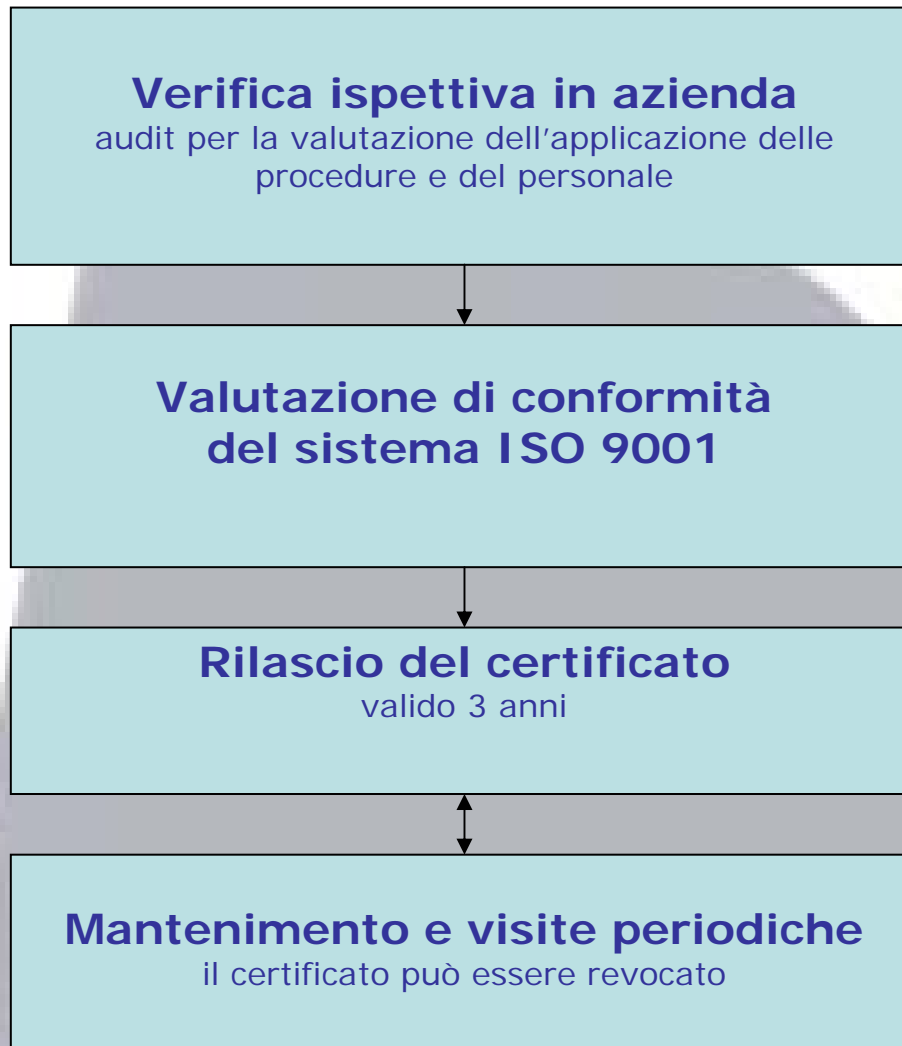 Verifica ispettiva in azienda
audit per la valutazione dell'applicazione delle
procedure e del personale
Valutazione di conformità
del sistema ISO 9001
Rilascio del certificato
valido 3 anni
Mantenimento e visite periodiche
il certificato può essere revocato